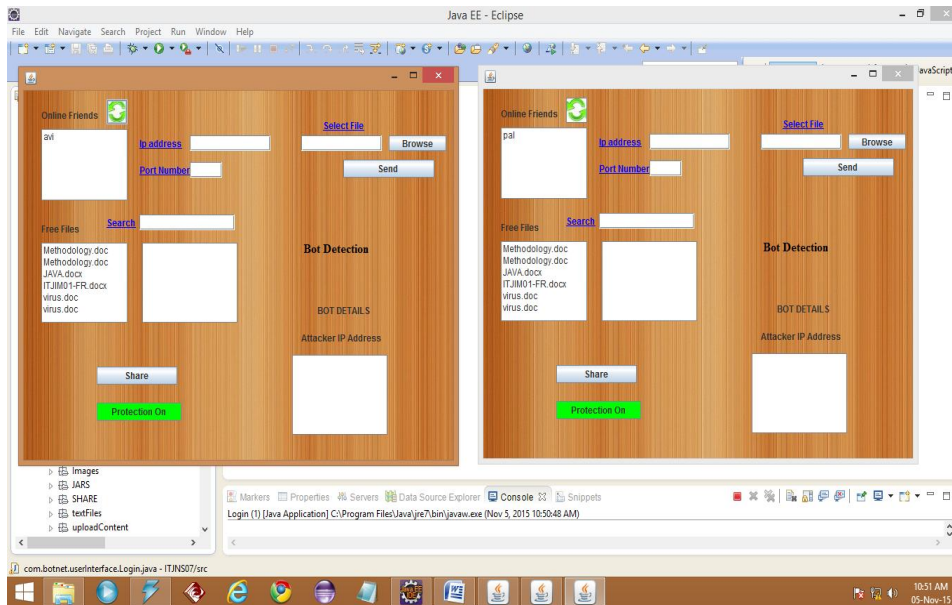 Java EE - Eclipse
File Edit Navigate Search Project Run Window Help
avaScript
Online Friends
Select File
avi
Ip address
Browse
Port Number
Send
Search
Free Files
Methodology.doc
Methodology.doc
JAVA.docx
ITJIM01-FR.docx
virus.doc
virus.doc
Bot Detection
BOT DETAILS
Attacker IP Address
Share
Protection On
Online Friends
Select File
pal
Ip address
Browse
Port Number
Send
Search
Free Files
Methodology.doc
Methodology.doc
JAVA.docx
ITJIM01-FR.docx
virus.doc
virus.doc
Bot Detection
BOT DETAILS
Attacker IP Address
Share
Protection On
Images
JARS
SHARE
textFiles
uploadContent
Markers Properties Servers Data Source Explorer Console Snippets
Login (1) [Java Application] C:\Program Files\Java\jre7\bin\javaw.exe (Nov 5, 2015 10:50:48 AM)
com.botnet.userInterface.Login.java - ITJNS07/src
10:51 AM
05-Nov-15